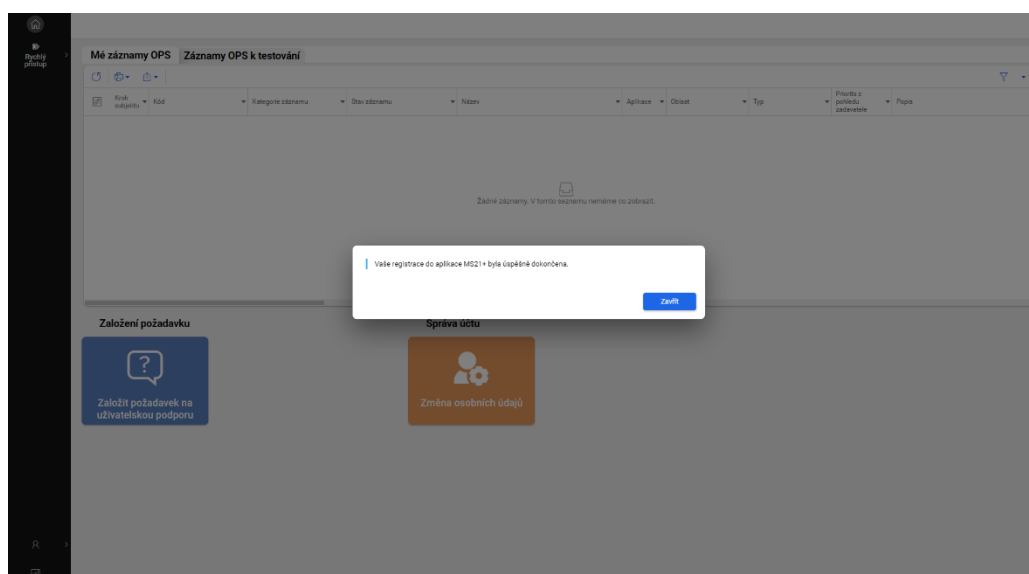 Rychlý
přístup
Mé záznamy OPS Záznamy OPS k testování
Krok
subjektu
Kód
Kategorie záznamu
Stav záznamu
Název
Aplikace
Oblast
Typ
Priorita z
pohledu
zadavatele
Popis
Žádné záznamy. V tomto seznamu nemáme co zobrazit.
Vaše registrace do aplikace MS21+ byla úspěšně dokončena.
Zavřít
Založení požadavku
Správa účtu
Založit požadavek na
uživatelskou podporu
Změna osobních údajů